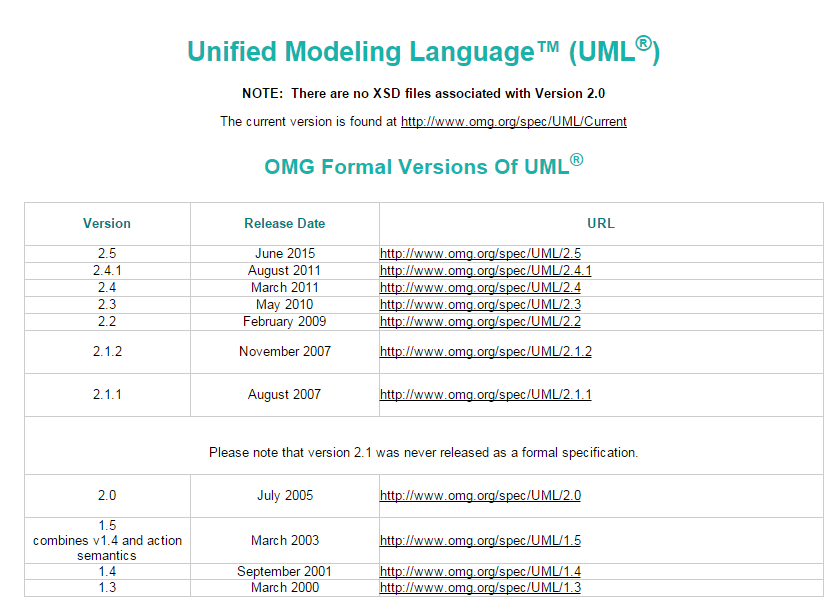 Unified Modeling Language™ (UML®)
NOTE: There are no XSD files associated with Version 2.0
The current version is found at http://www.omg.org/spec/UML/Current
OMG Formal Versions Of UML®
Version Release Date URL
2.5 June 2015 http://www.omg.org/spec/UML/2.5
2.4.1 August 2011 http://www.omg.org/spec/UML/2.4.1
2.4 March 2011 http://www.omg.org/spec/UML/2.4
2.3 May 2010 http://www.omg.org/spec/UML/2.3
2.2 February 2009 http://www.omg.org/spec/UML/2.2
2.1.2 November 2007 http://www.omg.org/spec/UML/2.1.2
2.1.1 August 2007 http://www.omg.org/spec/UML/2.1.1
Please note that version 2.1 was never released as a formal specification.
2.0 July 2005 http://www.omg.org/spec/UML/2.0
1.5
combines v1.4 and action March 2003 http://www.omg.org/spec/UML/1.5
semantics
1.4 September 2001 http://www.omg.org/spec/UML/1.4
1.3 March 2000 http://www.omg.org/spec/UML/1.3